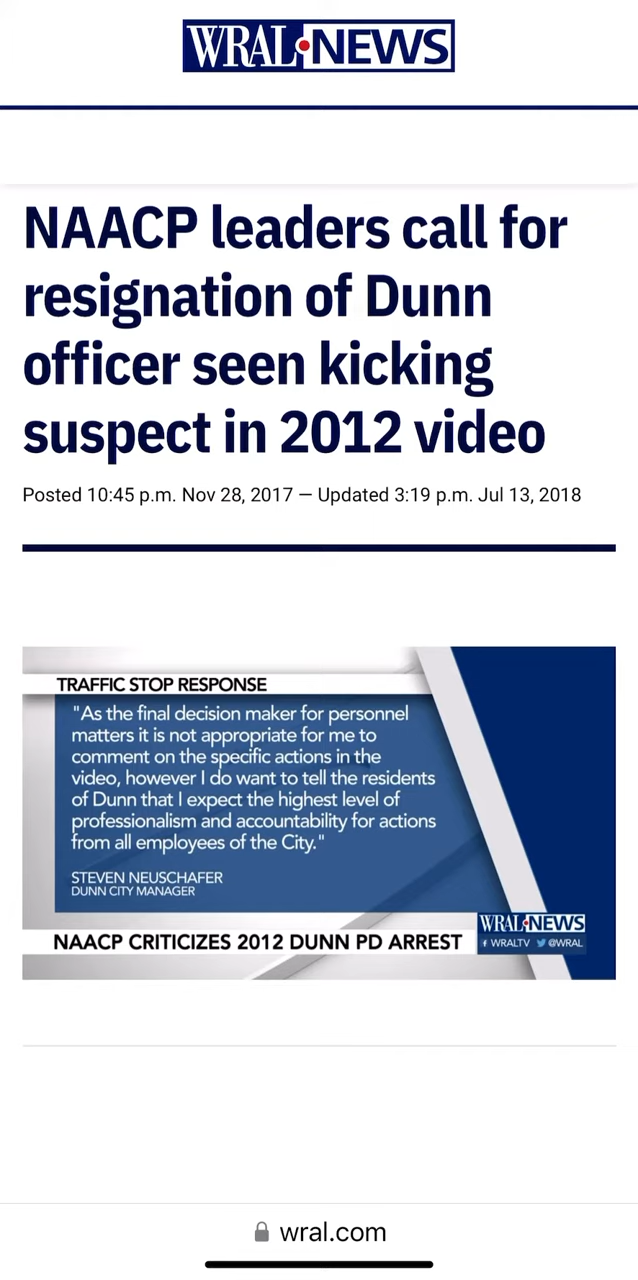 WRAL NEWS
NAACP leaders call for
resignation of Dunn
officer seen kicking
suspect in 2012 video
Posted 10:45 p.m. Nov 28, 2017 — Updated 3:19 p.m. Jul 13, 2018
TRAFFIC STOP RESPONSE
"As the final decision maker for personnel
matters it is not appropriate for me to
comment on the specific actions in the
video, however I do want to tell the residents
of Dunn that I expect the highest level of
professionalism and accountability for actions
from all employees of the City."
STEVEN NEUSCHAFER
DUNN CITY MANAGER
NAACP CRITICIZES 2012 DUNN PD ARREST
WRAL NEWS
f WRALTV @WRAL
wral.com